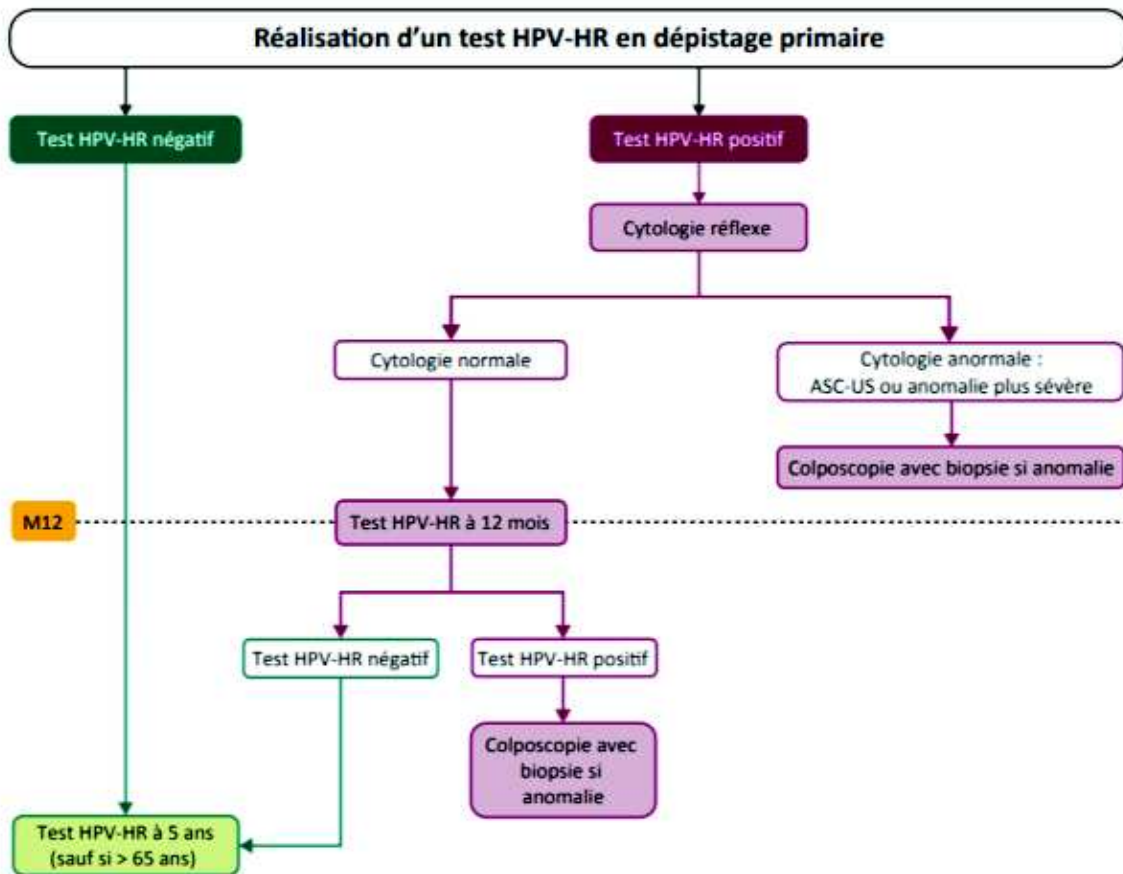 Réalisation d’un test HPV-HR en dépistage primaire
Test HPV-HR négatif
Test HPV-HR positif
Cytologie réflexe
Cytologie normale
Cytologie anormale :
ASC-US ou anomalie plus sévère
Colposcopie avec biopsie si anomalie
M12
Test HPV-HR à 12 mois
Test HPV-HR négatif
Test HPV-HR positif
Colposcopie avec
biopsie si
anomalie
Test HPV-HR à 5 ans
(sauf si > 65 ans)